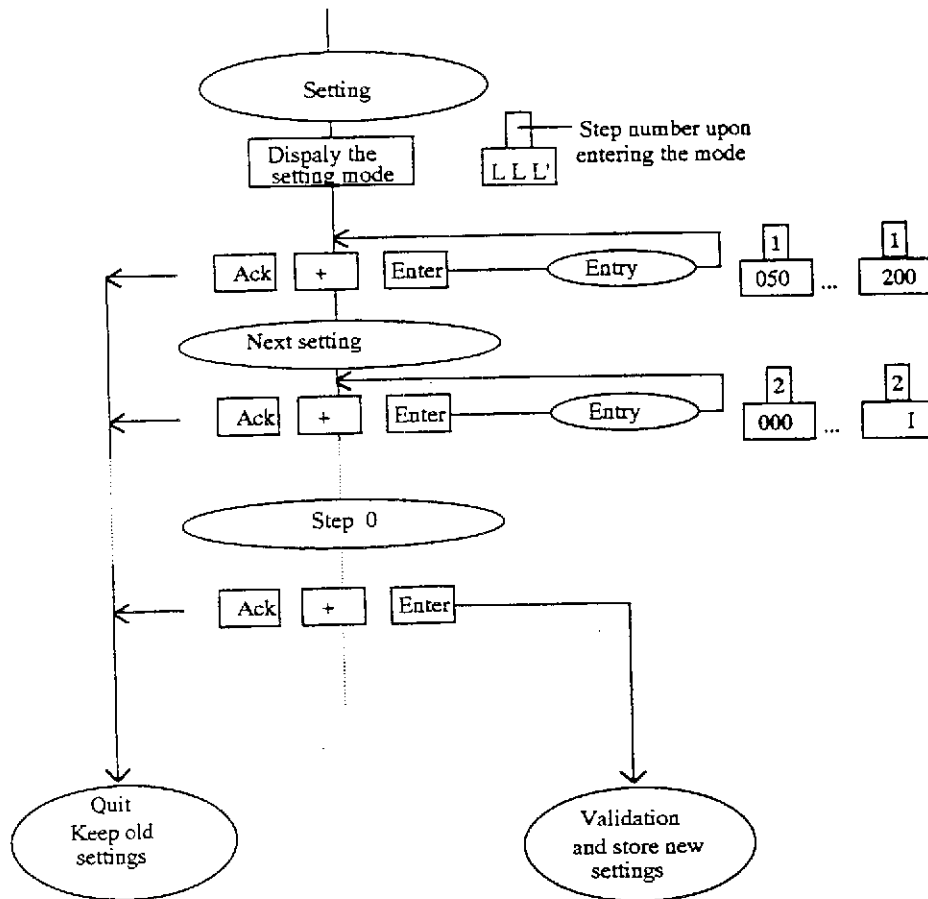 Setting
Step number upon
entering the mode
Dispaly the
setting mode
L L L'
1
1
Ack
+
Enter
Entry
050
...
200
Next setting
2
2
Ack
+
Enter
Entry
000
...
I
Step 0
Ack
+
Enter
Quit
Keep old
settings
Validation
and store new
settings